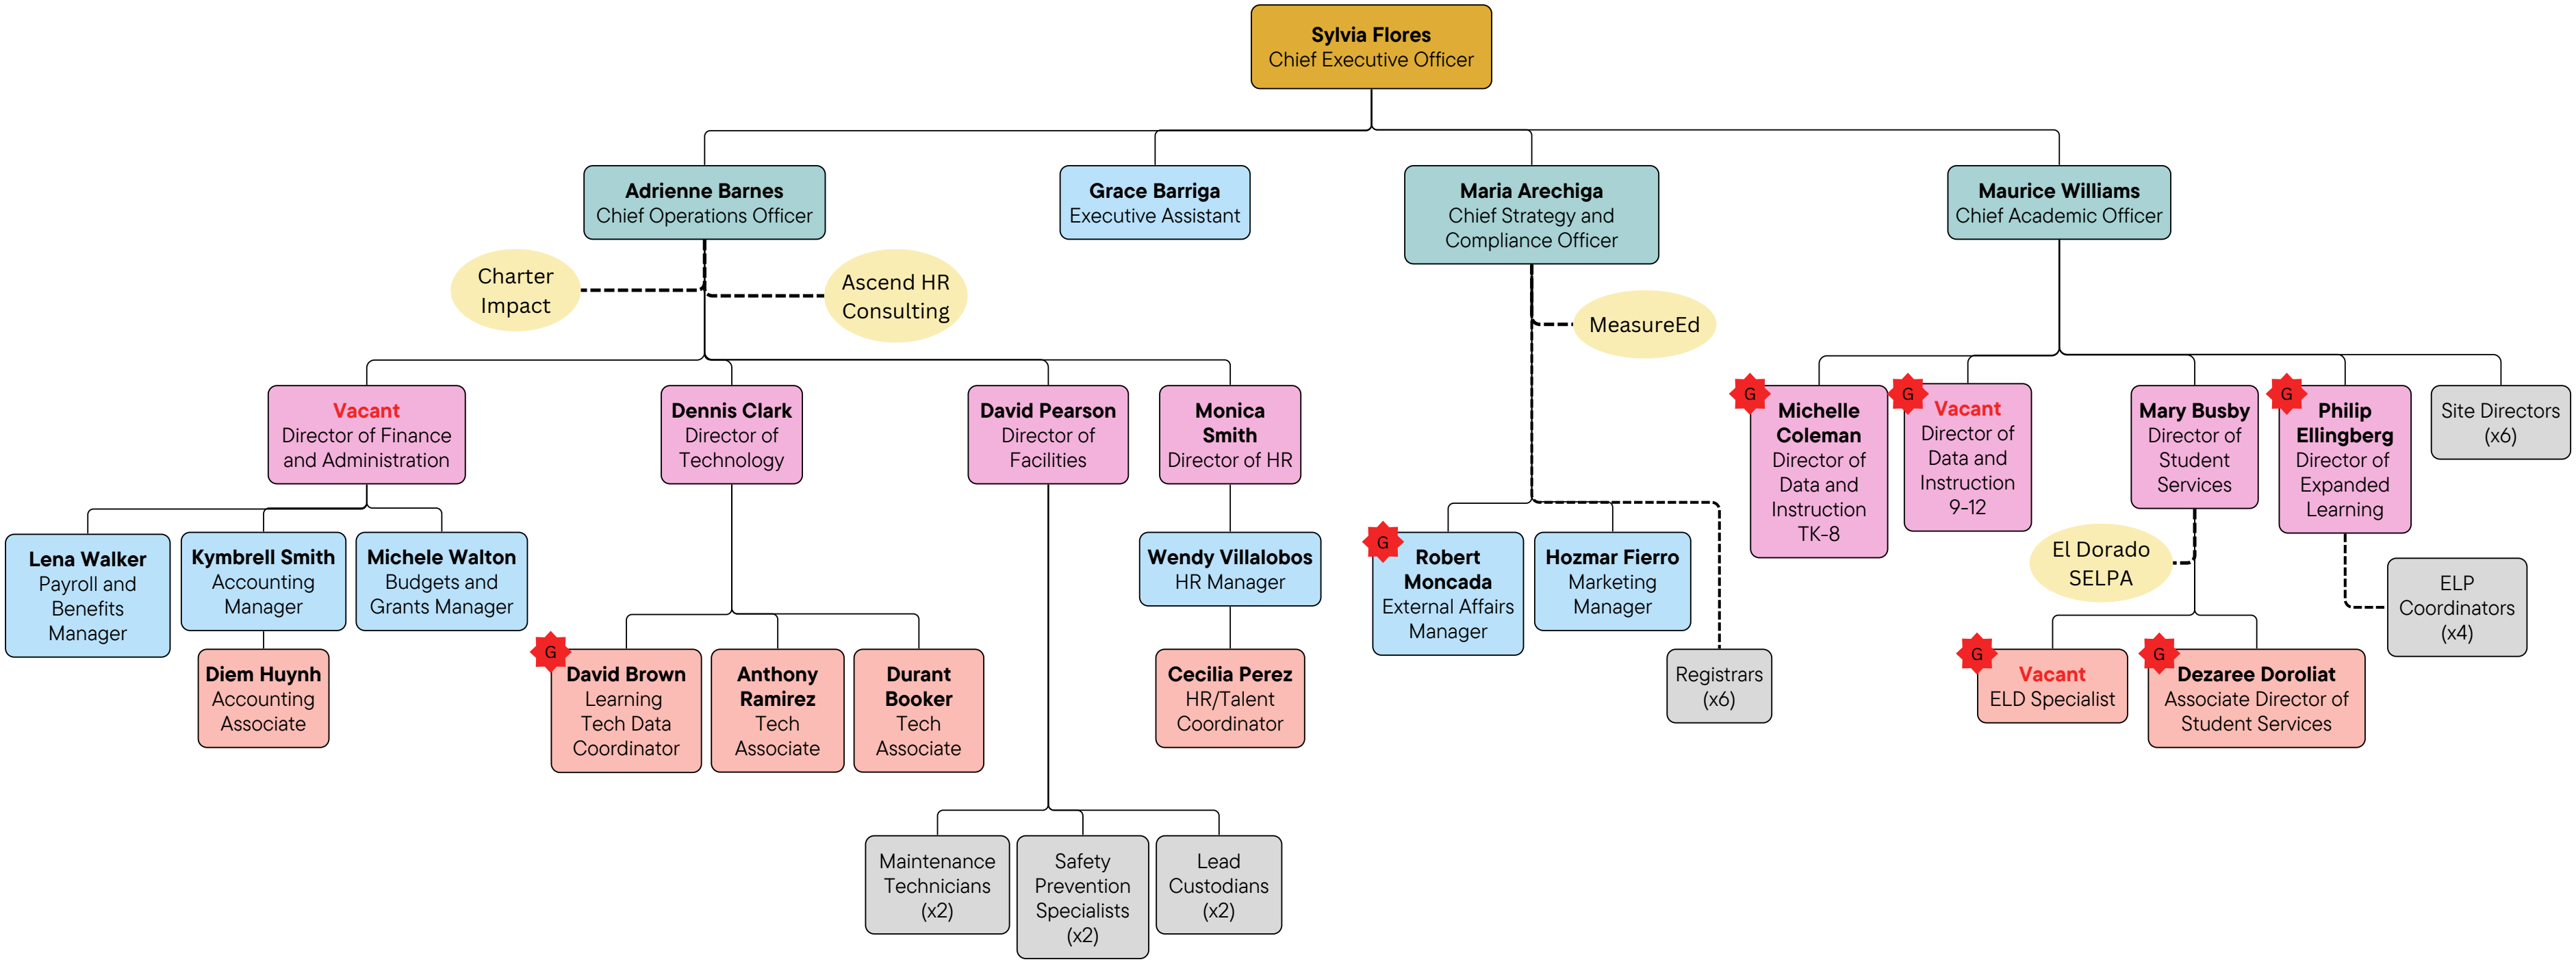 Sylvia Flores
Chief Executive Officer
Adrienne Barnes
Chief Operations Officer
Grace Barriga
Executive Assistant
Maria Arechiga
Chief Strategy and
Compliance Officer
Maurice Williams
Chief Academic Officer
Charter
Impact
Ascend HR
Consulting
MeasureEd
Vacant
Director of Finance
and Administration
Dennis Clark
Director of
Technology
David Pearson
Director of
Facilities
Monica
Smith
Director of HR
G
Michelle
Coleman
Director of
Data and
Instruction
TK-8
G
Vacant
Director of
Data and
Instruction
9-12
Mary Busby
Director of
Student
Services
G
Philip
Ellingberg
Director of
Expanded
Learning
Site Directors
(x6)
Lena Walker
Payroll and
Benefits
Manager
Kymbrell Smith
Accounting
Manager
Michele Walton
Budgets and
Grants Manager
Wendy Villalobos
HR Manager
G
Robert
Moncada
External Affairs
Manager
Hozmar Fierro
Marketing
Manager
El Dorado
SELPA
ELP
Coordinators
(x4)
Diem Huynh
Accounting
Associate
G
David Brown
Learning
Tech Data
Coordinator
Anthony
Ramirez
Tech
Associate
Durant
Booker
Tech
Associate
Cecilia Perez
HR/Talent
Coordinator
Registrars
(x6)
G
Vacant
ELD Specialist
G
Dezaree Doroliat
Associate Director of
Student Services
Maintenance
Technicians
(x2)
Safety
Prevention
Specialists
(x2)
Lead
Custodians
(x2)